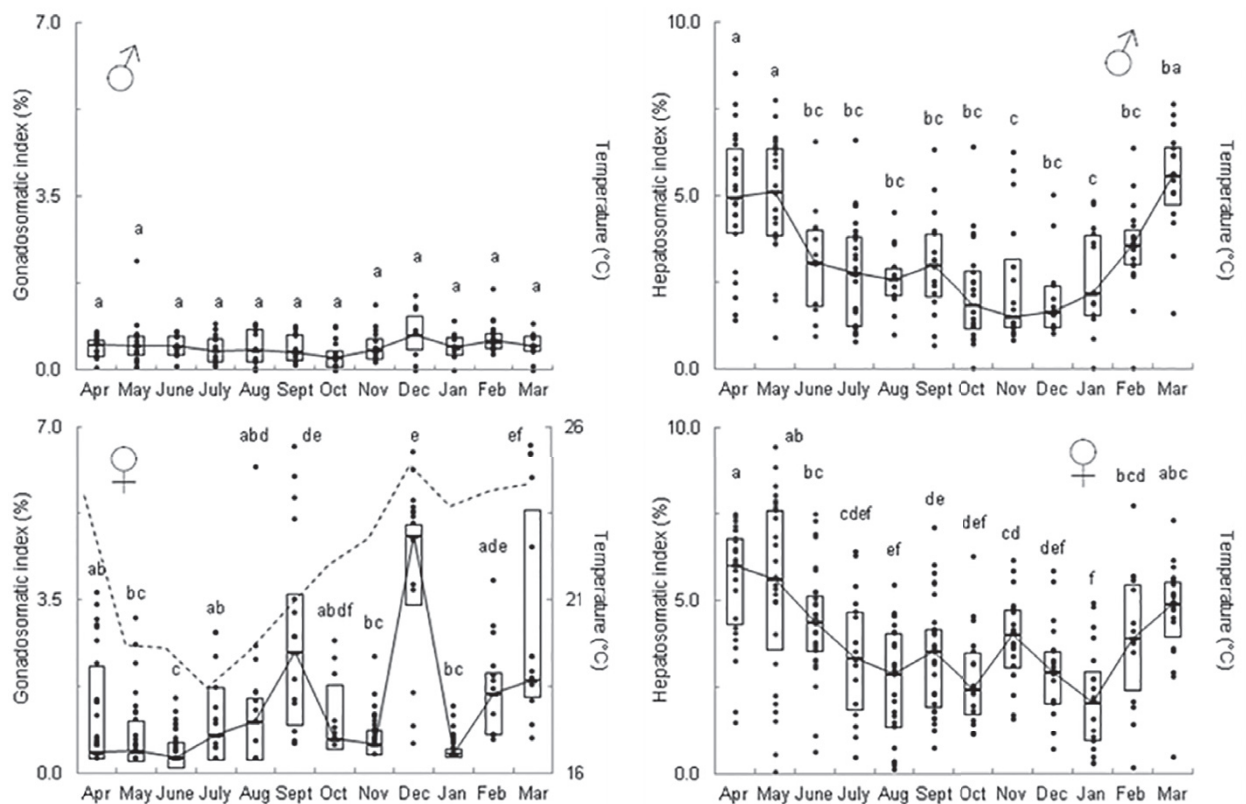 7.0
3.5
0.0
Gonadosomatic index (%)
a a a a a a a a a a a a
Apr May June July Aug Sept Oct Nov Dec Jan Feb Mar
Temperature (°C)
10.0
5.0
0.0
Hepatosomatic index (%)
a a bc bc bc bc bc c bc c bc ba
Apr May June July Aug Sept Oct Nov Dec Jan Feb Mar
Temperature (°C)
7.0
3.5
0.0
Gonadosomatic index (%)
ab bc c ab abd de abdf bc e bc ade ef
Apr May June July Aug Sept Oct Nov Dec Jan Feb Mar
26
21
16
Temperature (°C)
10.0
5.0
0.0
Hepatosomatic index (%)
a ab bc cdef ef de def cd def f bcd abc
Apr May June July Aug Sept Oct Nov Dec Jan Feb Mar
Temperature (°C)